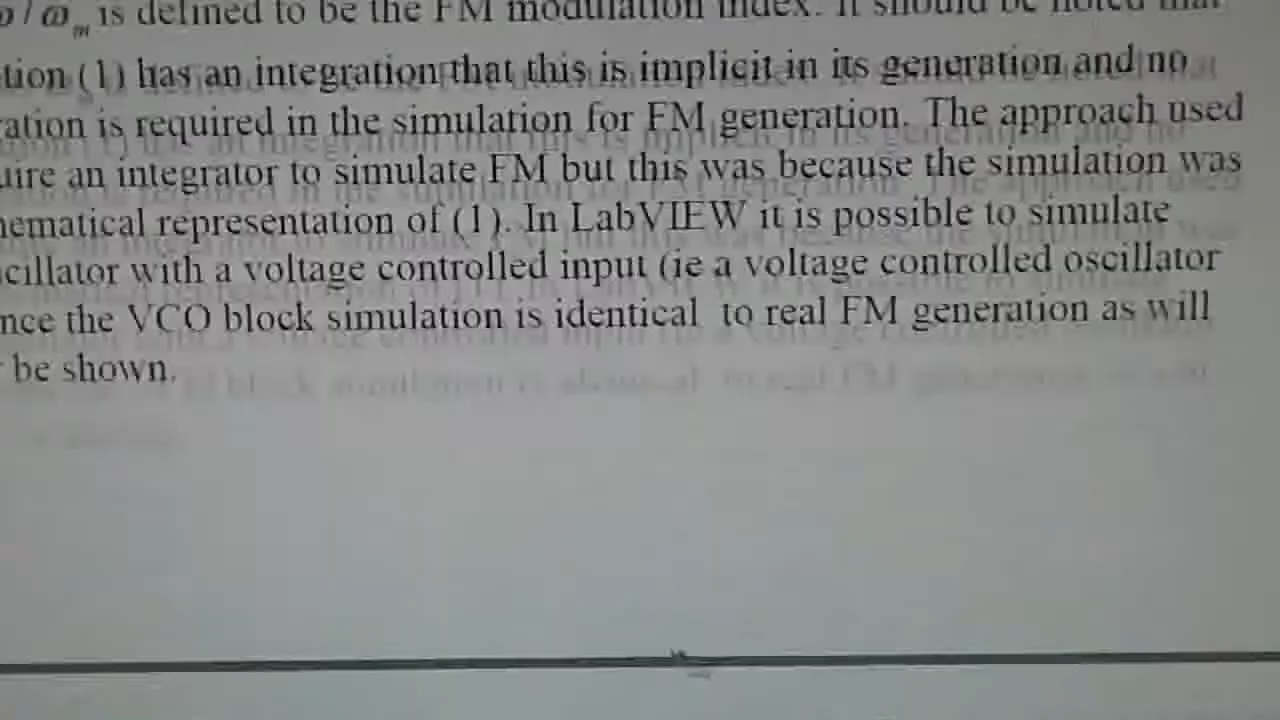 / ω m is defined to be the FM modulation index. It should be noted that
tion (1) has an integration that this is implicit in its generation and no
ation is required in the simulation for FM generation. The approach used
uire an integrator to simulate FM but this was because the simulation was
hematical representation of (1). In LabVIEW it is possible to simulate
scillator with a voltage controlled input (ie a voltage controlled oscillator
nce the VCO block simulation is identical to real FM generation as will
be shown.